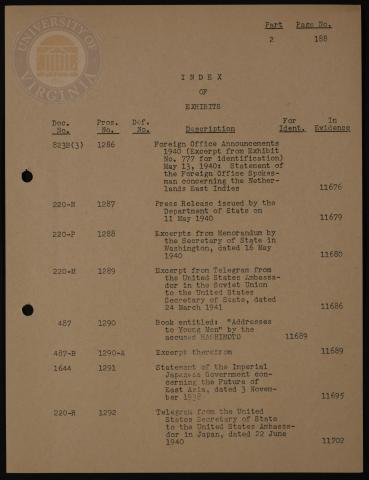 UNIVERSITY OF VIRGINIA
Part Page No.
2 188
INDEX
OF
EXHIBITS
Doc. Pros. Def. For In
No. No. No. Description Ident. Evidence
823B(3) 1286 Foreign Office Announcements
1940 (Excerpt from Exhibit
No. 777 for identification)
May 13, 1940: Statement of
the Foreign Office Spokes-
man concerning the Nether-
lands East Indies 11676
220-N 1287 Press Release issued by the
Department of State on
11 May 1940 11679
220-P 1288 Excerpts from Memorandum by
the Secretary of State in
Washington, dated 16 May
1940 11680
220-M 1289 Excerpt from Telegram from
the United States Ambassa-
dor in the Soviet Union
to the United States
Secretary of State, dated
24 March 1941 11686
487 1290 Book entitled: "Addresses
to Young Men" by the
accused HASHIMOTO 11689
487-B 1290-A Excerpt therefrom 11689
1644 1291 Statement of the Imperial
Japanese Government con-
cerning the Future of
East Asia, dated 3 Novem-
ber 1938 11695
220-R 1292 Telegram from the United
States Secretary of State
to the United States Ambassa-
dor in Japan, dated 22 June
1940 11702